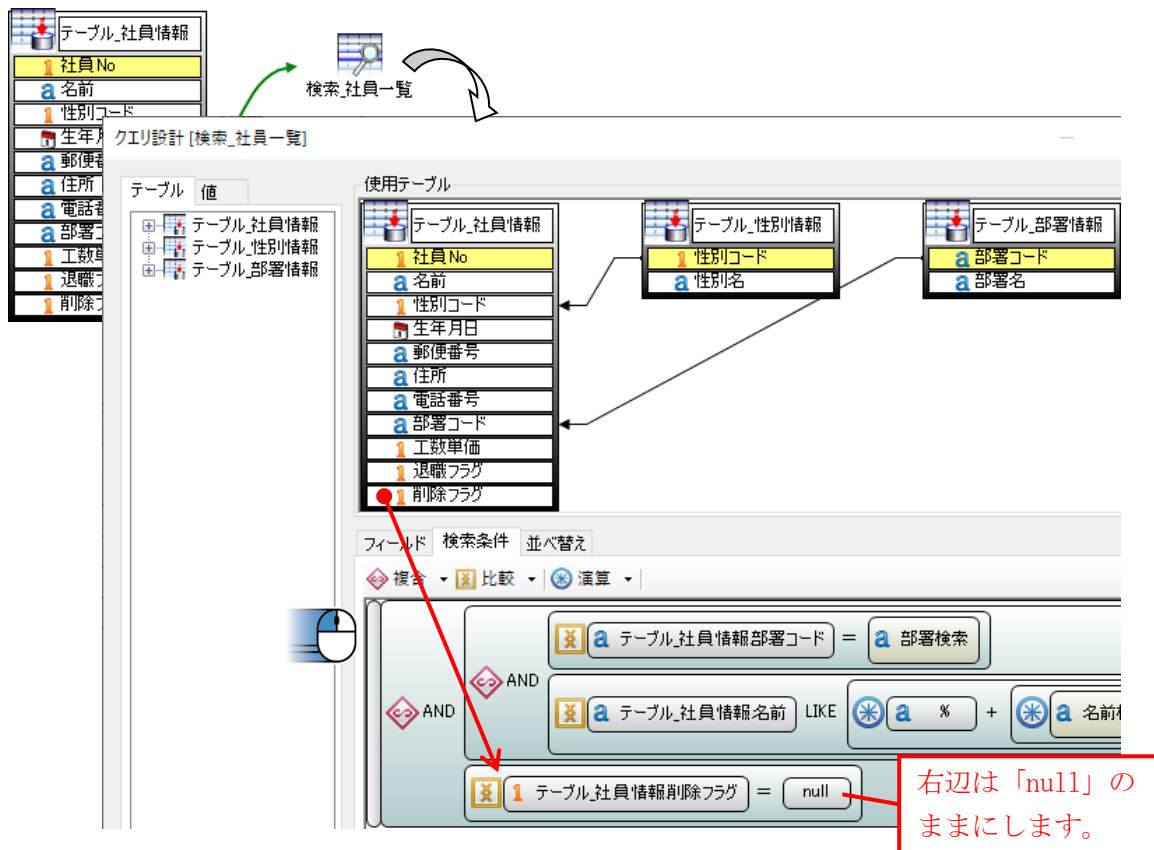 テーブル_社員情報
社員No
名前
性別コード
生年月
郵便番
住所
電話番
部署コ
工数単
退職フ
削除フ
検索_社員一覧
クエリ設計 [検索_社員一覧]
テーブル 値
テーブル_社員情報
テーブル_性別情報
テーブル_部署情報
使用テーブル
テーブル_社員情報
社員No
名前
性別コード
生年月日
郵便番号
住所
電話番号
部署コード
工数単価
退職フラグ
削除フラグ
テーブル_性別情報
性別コード
性別名
テーブル_部署情報
部署コード
部署名
フィールド 検索条件 並べ替え
複合 比較 演算
AND
AND
テーブル_社員情報部署コード = 部署検索
テーブル_社員情報名前 LIKE % + 名前
テーブル_社員情報削除フラグ = null
右辺は「null」の
ままにします。